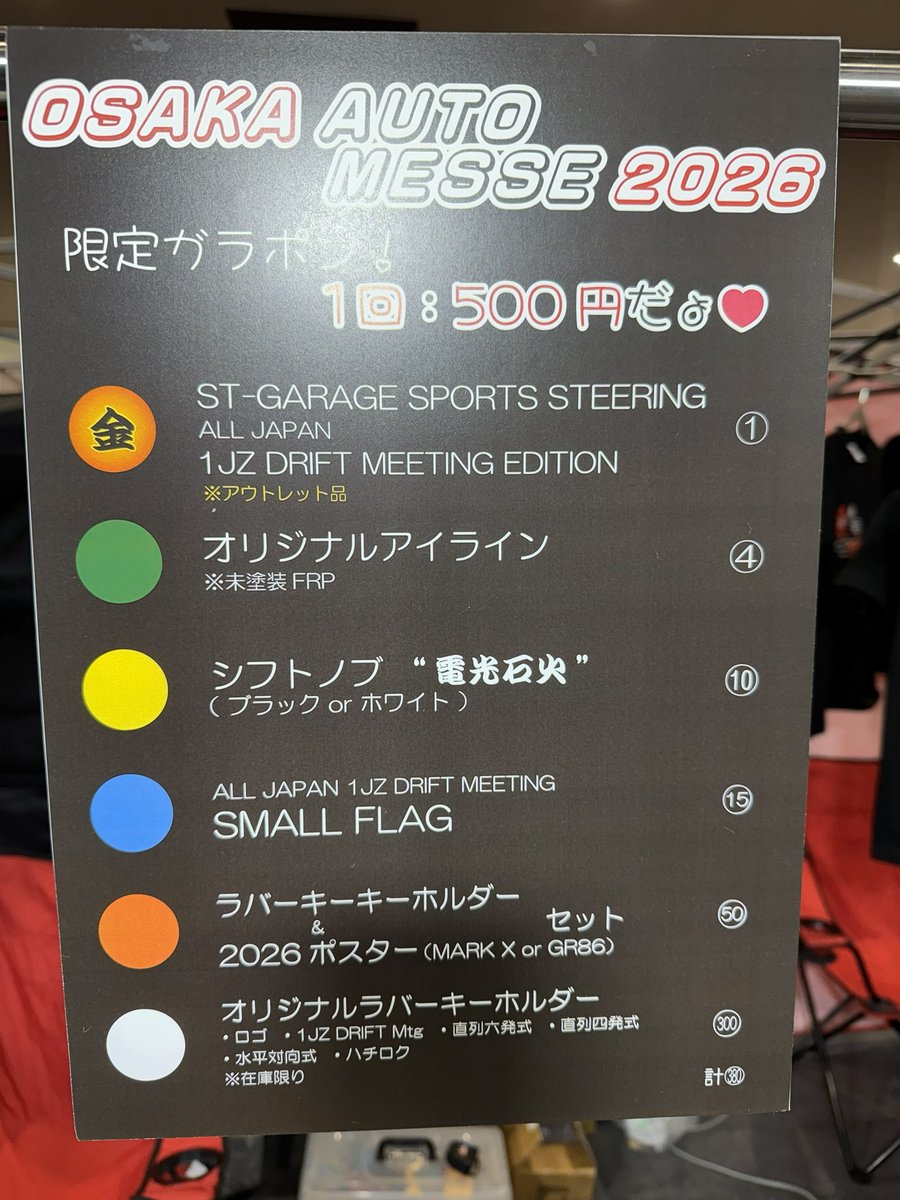 OSAKA AUTO
MESSE 2026
限定ガラポン!
1回:500円だょ♥
金
ST-GARAGE SPORTS STEERING
ALL JAPAN
1JZ DRIFT MEETING EDITION
①
※アウトレット品
オリジナルアイライン
※未塗装FRP
④
シフトノブ “電光石火”
(ブラック or ホワイト)
⑩
ALL JAPAN 1JZ DRIFT MEETING
SMALL FLAG
⑮
ラバーキーキーホルダー
&
セット
2026 ポスター(MARK X or GR86)
㊿
オリジナルラバーキーホルダー
・ロゴ ・1JZ DRIFT Mtg ・直列六発式 ・直列四発式
・水平対向式 ・ハチロク
※在庫限り
300
計380